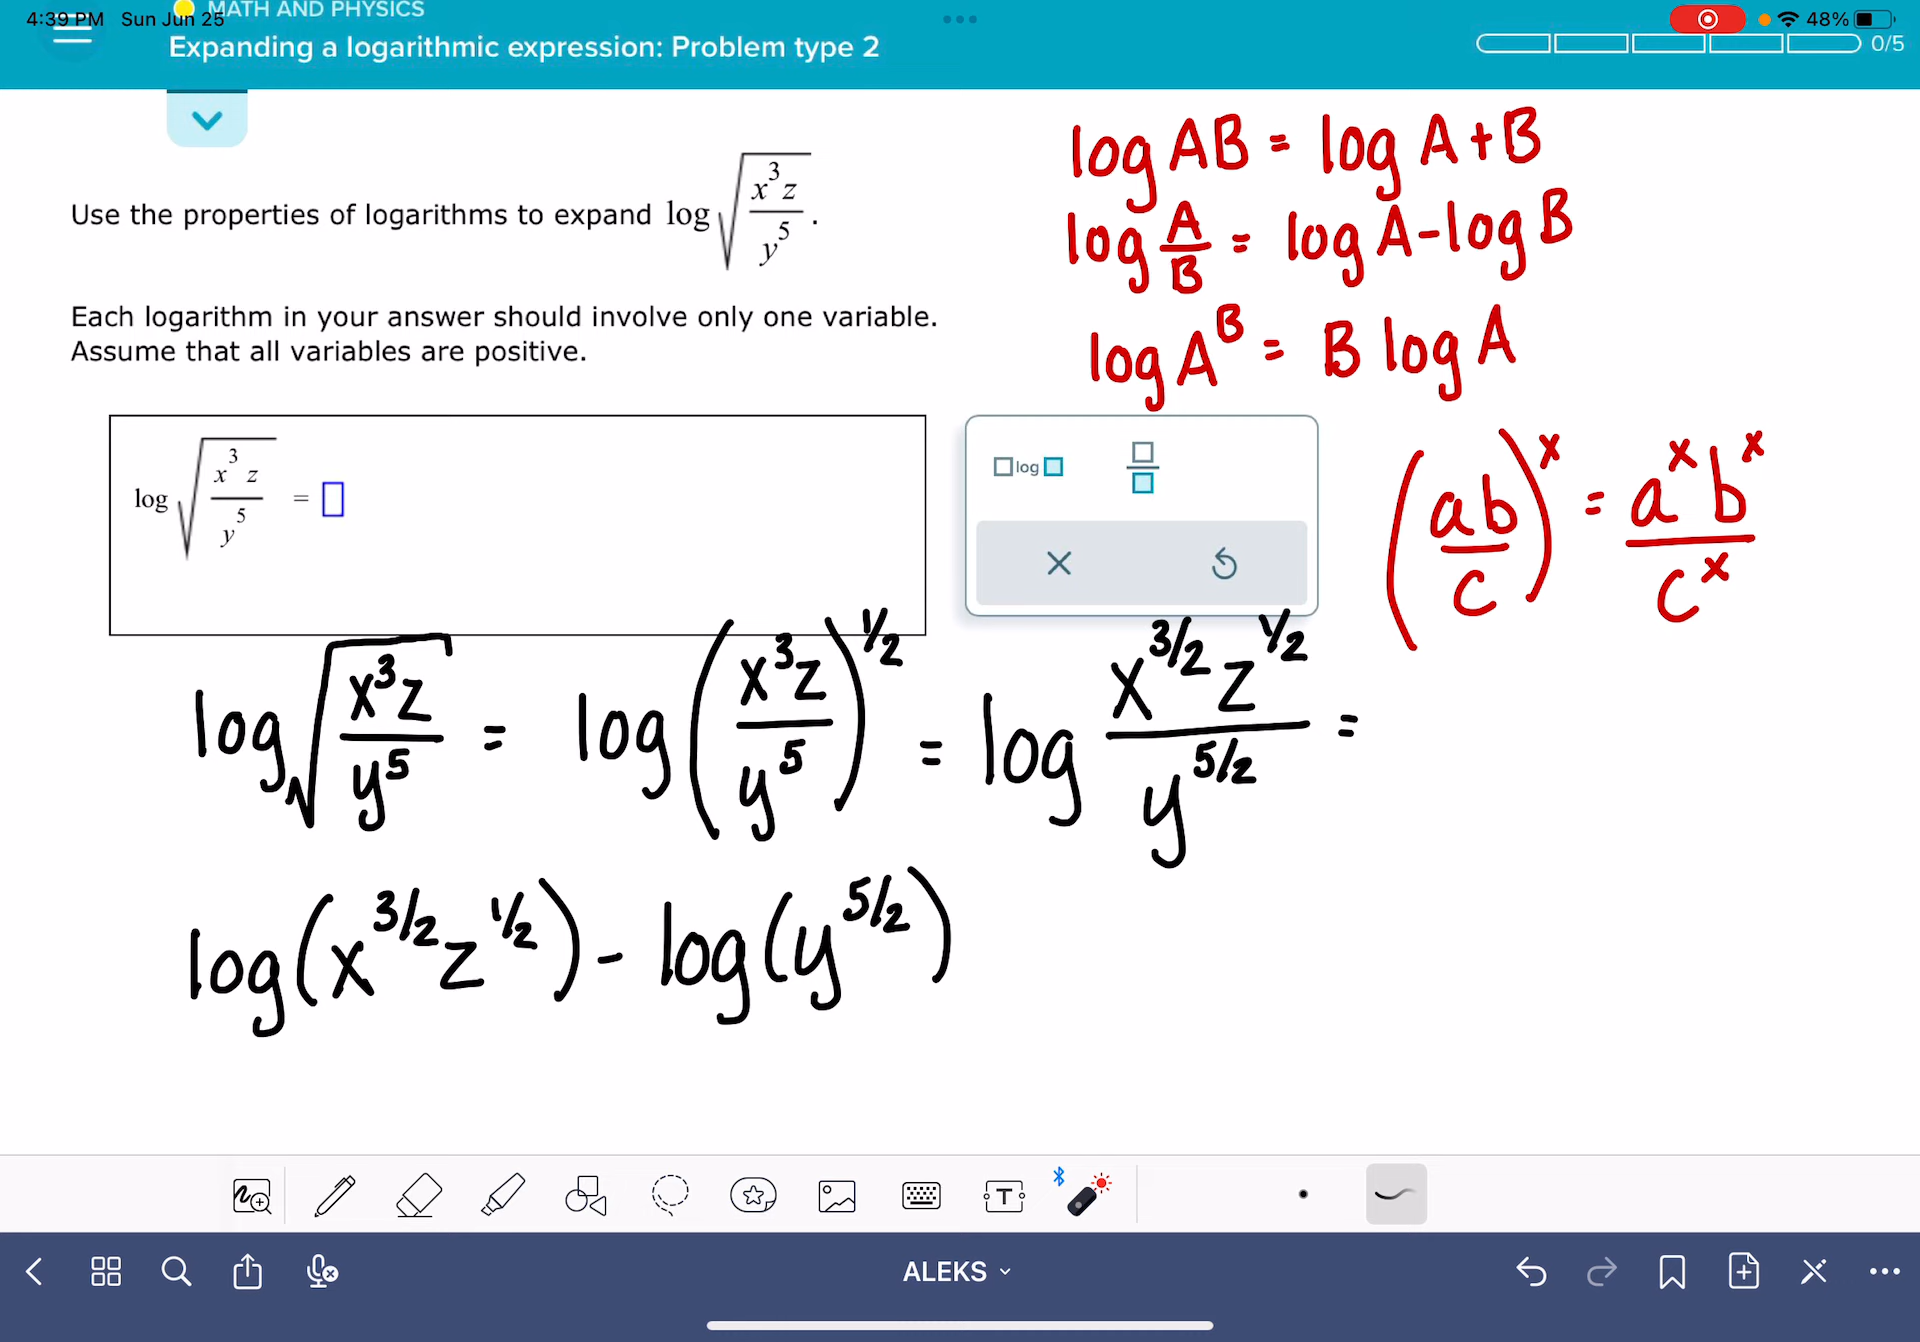 4:39 PM Sun Jun 25
MATH AND PHYSICS
48%
Expanding a logarithmic expression: Problem type 2
0/5
Use the properties of logarithms to expand log √(x³z / y⁵).
Each logarithm in your answer should involve only one variable.
Assume that all variables are positive.
log √(x³ z / y⁵) = □
□log□
log AB = log A+B
log A/B = log A-log B
log A^B = B log A
(ab/c)^x = a^x b^x / c^x
log √(x³z / y⁵) = log (x³z / y⁵)^1/2 = log x^3/2 z^1/2 / y^5/2 =
log(x^3/2 z^1/2) - log(y^5/2)
T
ALEKS